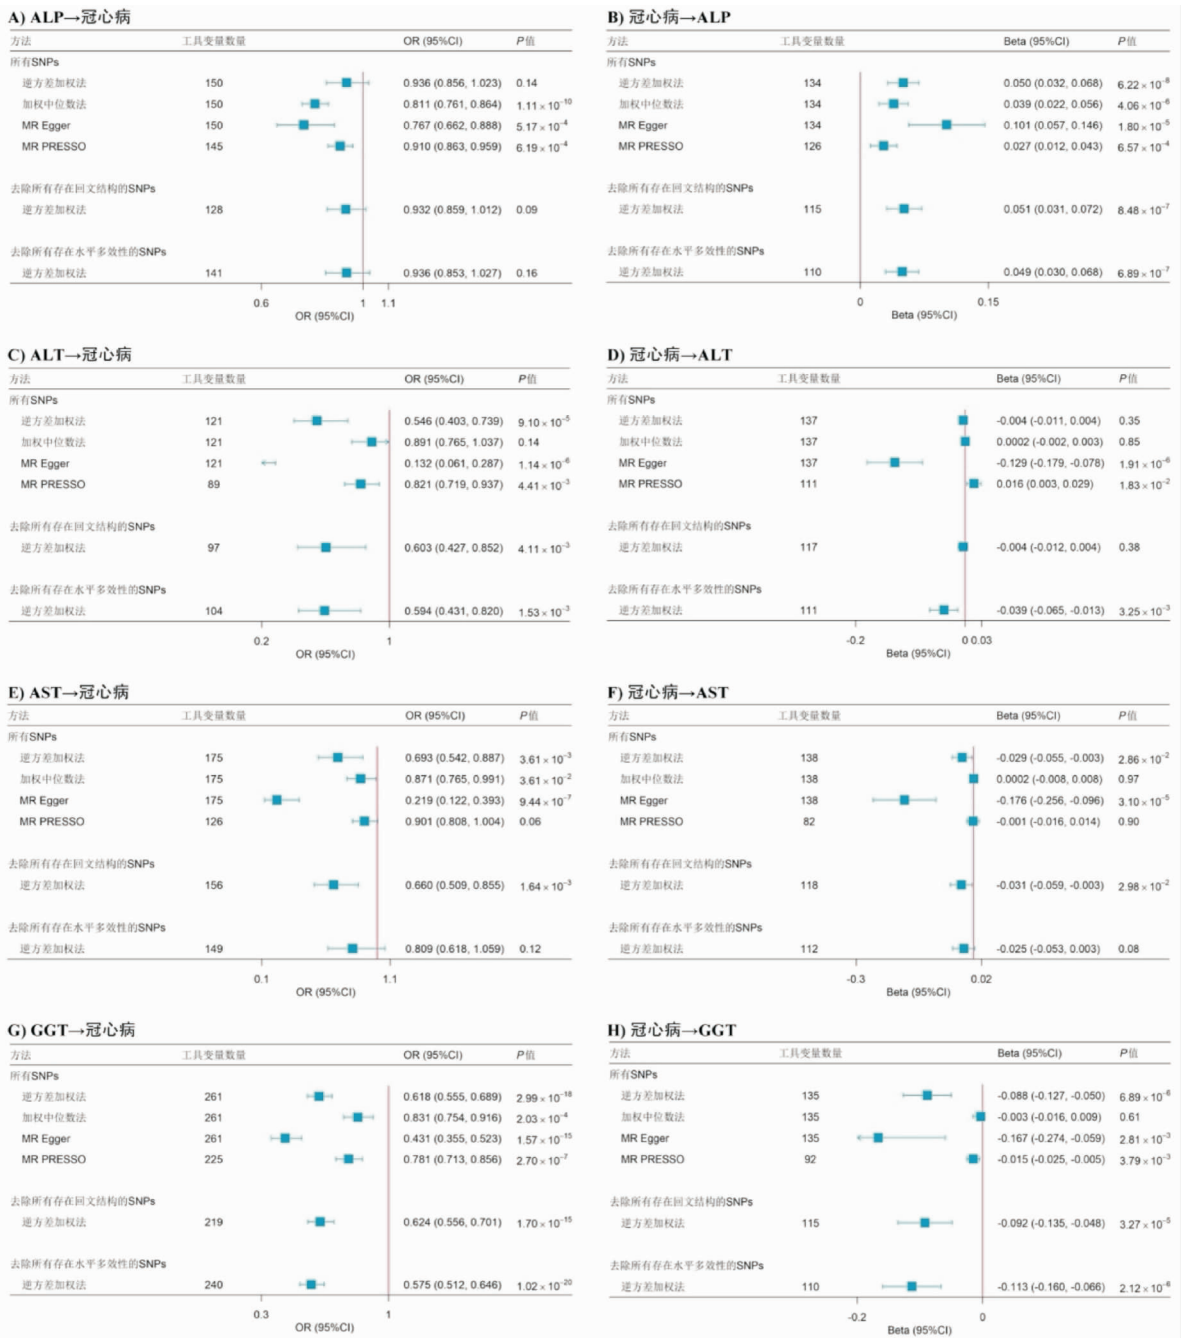 A) ALP→冠心病
方法 工具变量数量 OR (95%CI) P值
所有SNPs
逆方差加权法 150 0.936 (0.856, 1.023) 0.14
加权中位数法 150 0.811 (0.761, 0.864) 1.11×10⁻¹⁰
MR Egger 150 0.767 (0.662, 0.888) 5.17×10⁻⁴
MR PRESSO 145 0.910 (0.863, 0.959) 6.19×10⁻⁴
去除所有存在回文结构的SNPs
逆方差加权法 128 0.932 (0.859, 1.012) 0.09
去除所有存在水平多效性的SNPs
逆方差加权法 141 0.936 (0.853, 1.027) 0.16
0.6 1 1.1
OR (95%CI)
B) 冠心病→ALP
方法 工具变量数量 Beta (95%CI) P值
所有SNPs
逆方差加权法 134 0.050 (0.032, 0.068) 6.22×10⁻⁸
加权中位数法 134 0.039 (0.022, 0.056) 4.06×10⁻⁶
MR Egger 134 0.101 (0.057, 0.146) 1.80×10⁻⁵
MR PRESSO 126 0.027 (0.012, 0.043) 6.57×10⁻⁴
去除所有存在回文结构的SNPs
逆方差加权法 115 0.051 (0.031, 0.072) 8.48×10⁻⁷
去除所有存在水平多效性的SNPs
逆方差加权法 110 0.049 (0.030, 0.068) 6.89×10⁻⁷
0 0.15
Beta (95%CI)
C) ALT→冠心病
方法 工具变量数量 OR (95%CI) P值
所有SNPs
逆方差加权法 121 0.546 (0.403, 0.739) 9.10×10⁻⁵
加权中位数法 121 0.891 (0.765, 1.037) 0.14
MR Egger 121 0.132 (0.061, 0.287) 1.14×10⁻⁶
MR PRESSO 89 0.821 (0.719, 0.937) 4.41×10⁻³
去除所有存在回文结构的SNPs
逆方差加权法 97 0.603 (0.427, 0.852) 4.11×10⁻³
去除所有存在水平多效性的SNPs
逆方差加权法 104 0.594 (0.431, 0.820) 1.53×10⁻³
0.2 1
OR (95%CI)
D) 冠心病→ALT
方法 工具变量数量 Beta (95%CI) P值
所有SNPs
逆方差加权法 137 -0.004 (-0.011, 0.004) 0.35
加权中位数法 137 0.0002 (-0.002, 0.003) 0.85
MR Egger 137 -0.129 (-0.179, -0.078) 1.91×10⁻⁶
MR PRESSO 111 0.016 (0.003, 0.029) 1.83×10⁻²
去除所有存在回文结构的SNPs
逆方差加权法 117 -0.004 (-0.012, 0.004) 0.38
去除所有存在水平多效性的SNPs
逆方差加权法 111 -0.039 (-0.065, -0.013) 3.25×10⁻³
-0.2 0 0.03
Beta (95%CI)
E) AST→冠心病
方法 工具变量数量 OR (95%CI) P值
所有SNPs
逆方差加权法 175 0.693 (0.542, 0.887) 3.61×10⁻³
加权中位数法 175 0.871 (0.765, 0.991) 3.61×10⁻²
MR Egger 175 0.219 (0.122, 0.393) 9.44×10⁻⁷
MR PRESSO 126 0.901 (0.808, 1.004) 0.06
去除所有存在回文结构的SNPs
逆方差加权法 156 0.660 (0.509, 0.855) 1.64×10⁻³
去除所有存在水平多效性的SNPs
逆方差加权法 149 0.809 (0.618, 1.059) 0.12
0.1 1.1
OR (95%CI)
F) 冠心病→AST
方法 工具变量数量 Beta (95%CI) P值
所有SNPs
逆方差加权法 138 -0.029 (-0.055, -0.003) 2.86×10⁻²
加权中位数法 138 0.0002 (-0.008, 0.008) 0.97
MR Egger 138 -0.176 (-0.256, -0.096) 3.10×10⁻⁵
MR PRESSO 82 -0.001 (-0.016, 0.014) 0.90
去除所有存在回文结构的SNPs
逆方差加权法 118 -0.031 (-0.059, -0.003) 2.98×10⁻²
去除所有存在水平多效性的SNPs
逆方差加权法 112 -0.025 (-0.053, 0.003) 0.08
-0.3 0.02
Beta (95%CI)
G) GGT→冠心病
方法 工具变量数量 OR (95%CI) P值
所有SNPs
逆方差加权法 261 0.618 (0.555, 0.689) 2.99×10⁻¹⁸
加权中位数法 261 0.831 (0.754, 0.916) 2.03×10⁻⁴
MR Egger 261 0.431 (0.355, 0.523) 1.57×10⁻¹⁵
MR PRESSO 225 0.781 (0.713, 0.856) 2.70×10⁻⁷
去除所有存在回文结构的SNPs
逆方差加权法 219 0.624 (0.556, 0.701) 1.70×10⁻¹⁵
去除所有存在水平多效性的SNPs
逆方差加权法 240 0.575 (0.512, 0.646) 1.02×10⁻²⁰
0.3 1
OR (95%CI)
H) 冠心病→GGT
方法 工具变量数量 Beta (95%CI) P值
所有SNPs
逆方差加权法 135 -0.088 (-0.127, -0.050) 6.89×10⁻⁶
加权中位数法 135 -0.003 (-0.016, 0.009) 0.61
MR Egger 135 -0.167 (-0.274, -0.059) 2.81×10⁻³
MR PRESSO 92 -0.015 (-0.025, -0.005) 3.79×10⁻³
去除所有存在回文结构的SNPs
逆方差加权法 115 -0.092 (-0.135, -0.048) 3.27×10⁻⁵
去除所有存在水平多效性的SNPs
逆方差加权法 110 -0.113 (-0.160, -0.066) 2.12×10⁻⁶
-0.2 0
Beta (95%CI)